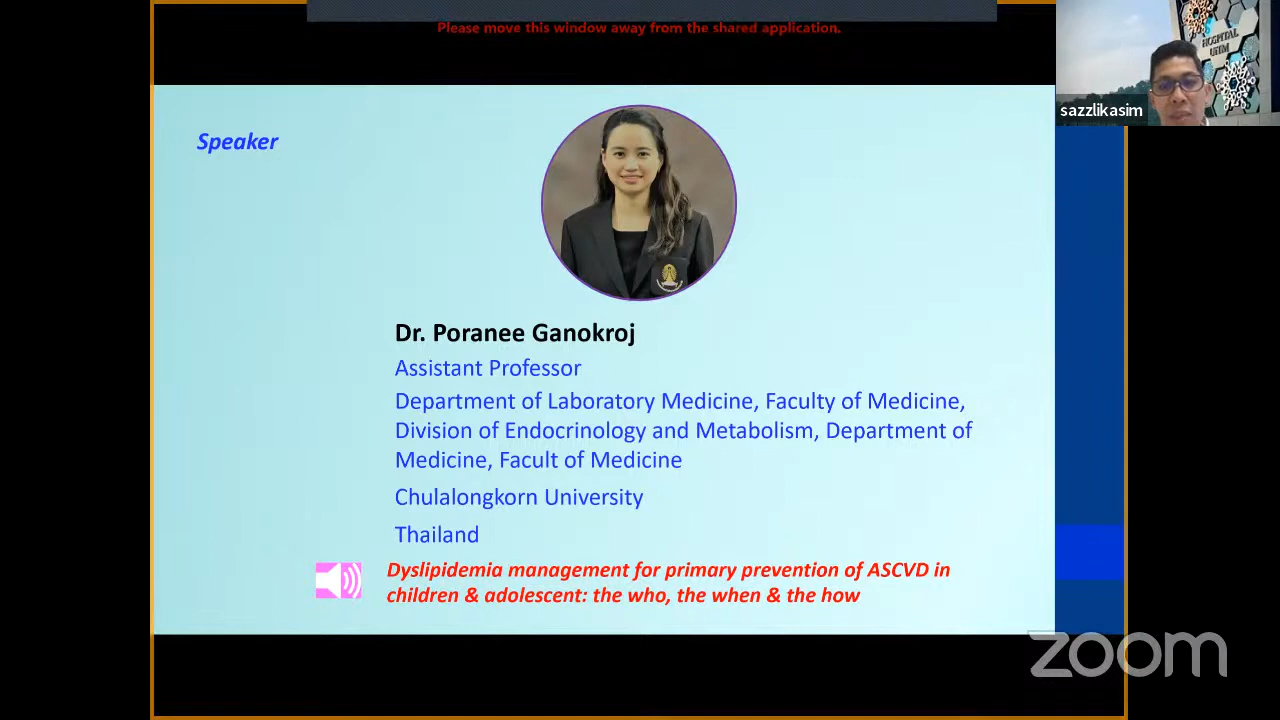 Please move this window away from the shared application.
HOSPITAL
UiTM
sazzlikasim
Speaker
Dr. Poranee Ganokroj
Assistant Professor
Department of Laboratory Medicine, Faculty of Medicine,
Division of Endocrinology and Metabolism, Department of
Medicine, Facult of Medicine
Chulalongkorn University
Thailand
Dyslipidemia management for primary prevention of ASCVD in
children & adolescent: the who, the when & the how
zoom